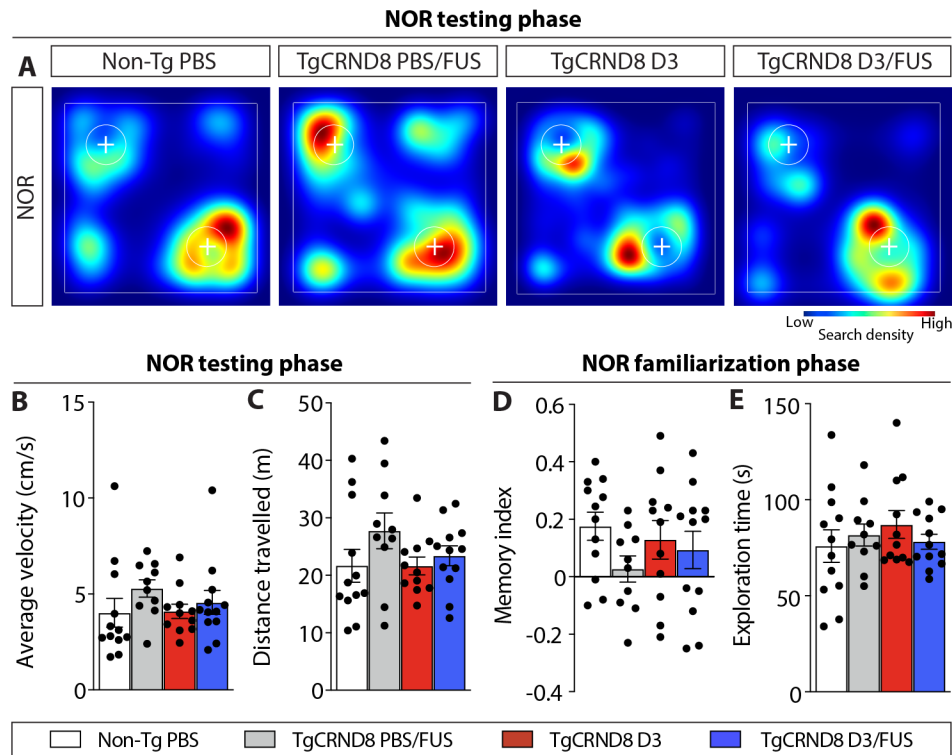 NOR testing phase
A
Non-Tg PBS
TgCRND8 PBS/FUS
TgCRND8 D3
TgCRND8 D3/FUS
NOR
Low
High
Search density
NOR testing phase
NOR familiarization phase
B
15
10
5
0
Average velocity (cm/s)
C
50
40
30
20
10
0
Distance travelled (m)
D
0.6
0.4
0.2
0
-0.2
-0.4
Memory index
E
150
100
50
0
Exploration time (s)
Non-Tg PBS
TgCRND8 PBS/FUS
TgCRND8 D3
TgCRND8 D3/FUS